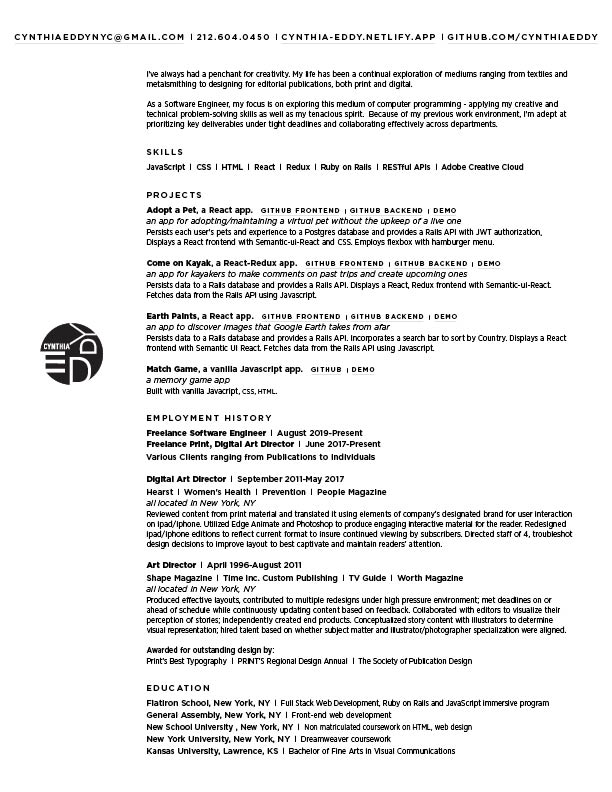 CYNTHIAEDDYNYC@GMAIL.COM | 212.604.0450 | CYNTHIA-EDDY.NETLIFY.APP | GITHUB.COM/CYNTHIAEDDY
I've always had a penchant for creativity. My life has been a continual exploration of mediums ranging from textiles and
metalsmithing to designing for editorial publications, both print and digital.
As a Software Engineer, my focus is on exploring this medium of computer programming - applying my creative and
technical problem-solving skills as well as my tenacious spirit. Because of my previous work environment, I'm adept at
prioritizing key deliverables under tight deadlines and collaborating effectively across departments.
SKILLS
JavaScript | CSS | HTML | React | Redux | Ruby on Rails | RESTful APIs | Adobe Creative Cloud
PROJECTS
Adopt a Pet, a React app. GITHUB FRONTEND | GITHUB BACKEND | DEMO
an app for adopting/maintaining a virtual pet without the upkeep of a live one
Persists each user's pets and experience to a Postgres database and provides a Rails API with JWT authorization,
Displays a React frontend with Semantic-ui-React and CSS. Employs flexbox with hamburger menu.
Come on Kayak, a React-Redux app. GITHUB FRONTEND | GITHUB BACKEND | DEMO
an app for kayakers to make comments on past trips and create upcoming ones
Persists data to a Rails database and provides a Rails API. Displays a React, Redux frontend with Semantic-ui-React.
Fetches data from the Rails API using Javascript.
Earth Paints, a React app. GITHUB FRONTEND | GITHUB BACKEND | DEMO
an app to discover images that Google Earth takes from afar
Persists data to a Rails database and provides a Rails API. Incorporates a search bar to sort by Country. Displays a React
frontend with Semantic UI React. Fetches data from the Rails API using Javascript.
CYNTHIA
EDDY
Match Game, a vanilla Javascript app. GITHUB | DEMO
a memory game app
Built with vanilla Javacript, CSS, HTML.
EMPLOYMENT HISTORY
Freelance Software Engineer | August 2019-Present
Freelance Print, Digital Art Director | June 2017-Present
Various Clients ranging from Publications to Individuals
Digital Art Director | September 2011-May 2017
Hearst | Women's Health | Prevention | People Magazine
all located in New York, NY
Reviewed content from print material and translated it using elements of company's designated brand for user interaction
on ipad/iphone. Utilized Edge Animate and Photoshop to produce engaging interactive material for the reader. Redesigned
ipad/iphone editions to reflect current format to insure continued viewing by subscribers. Directed staff of 4, troubleshot
design decisions to improve layout to best captivate and maintain readers' attention.
Art Director | April 1996-August 2011
Shape Magazine | Time Inc. Custom Publishing | TV Guide | Worth Magazine
all located in New York, NY
Produced effective layouts, contributed to multiple redesigns under high pressure environment; met deadlines on or
ahead of schedule while continuously updating content based on feedback. Collaborated with editors to visualize their
perception of stories; independently created end products. Conceptualized story content with illustrators to determine
visual representation; hired talent based on whether subject matter and illustrator/photographer specialization were aligned.
Awarded for outstanding design by:
Print's Best Typography | PRINT'S Regional Design Annual | The Society of Publication Design
EDUCATION
Flatiron School, New York, NY | Full Stack Web Development, Ruby on Rails and JavaScript immersive program
General Assembly, New York, NY | Front-end web development
New School University , New York, NY | Non matriculated coursework on HTML, web design
New York University, New York, NY | Dreamweaver coursework
Kansas University, Lawrence, KS | Bachelor of Fine Arts in Visual Communications